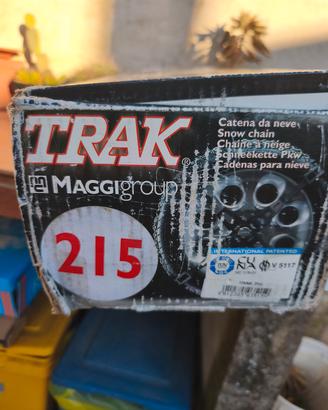 TRAK®
Catena da neve
Snow chain
Chaîne à neige
Schneekette Pkw
Cadenas para nieve
MAGGIgroup
215
INTERNATIONAL PATENTED
V 5117